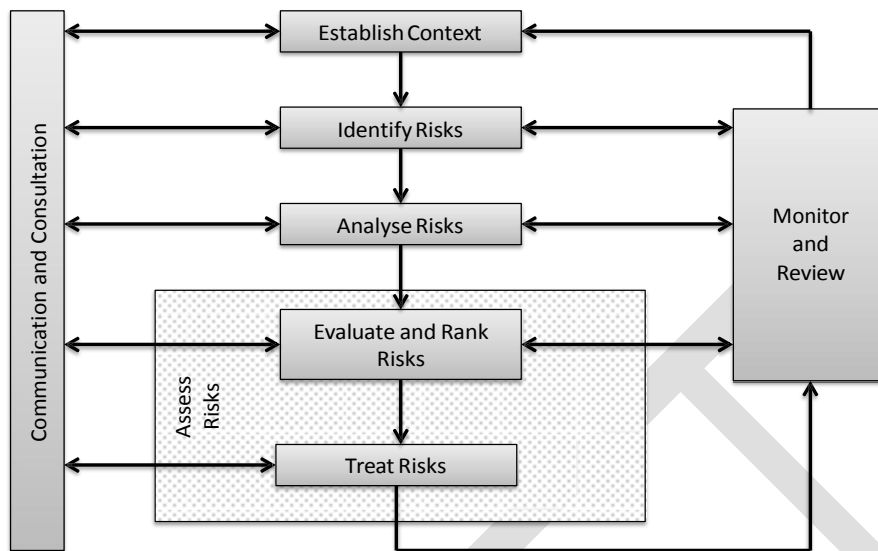 Establish Context
Identify Risks
Analyse Risks
Evaluate and Rank
Risks
Treat Risks
Assess
Risks
Communication and Consultation
Monitor
and
Review